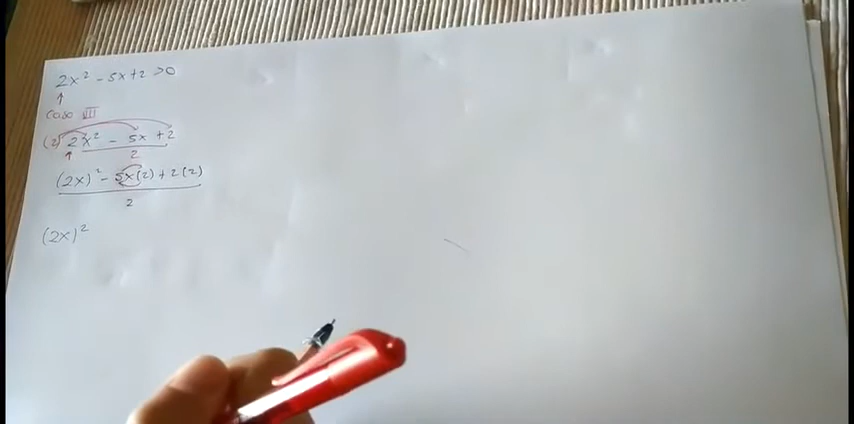 2x² - 5x + 2 > 0
↑
Caso III
(2) 2x² - 5x + 2
↑ 2
(2x)² - 5x(2) + 2(2)
2
(2x)²